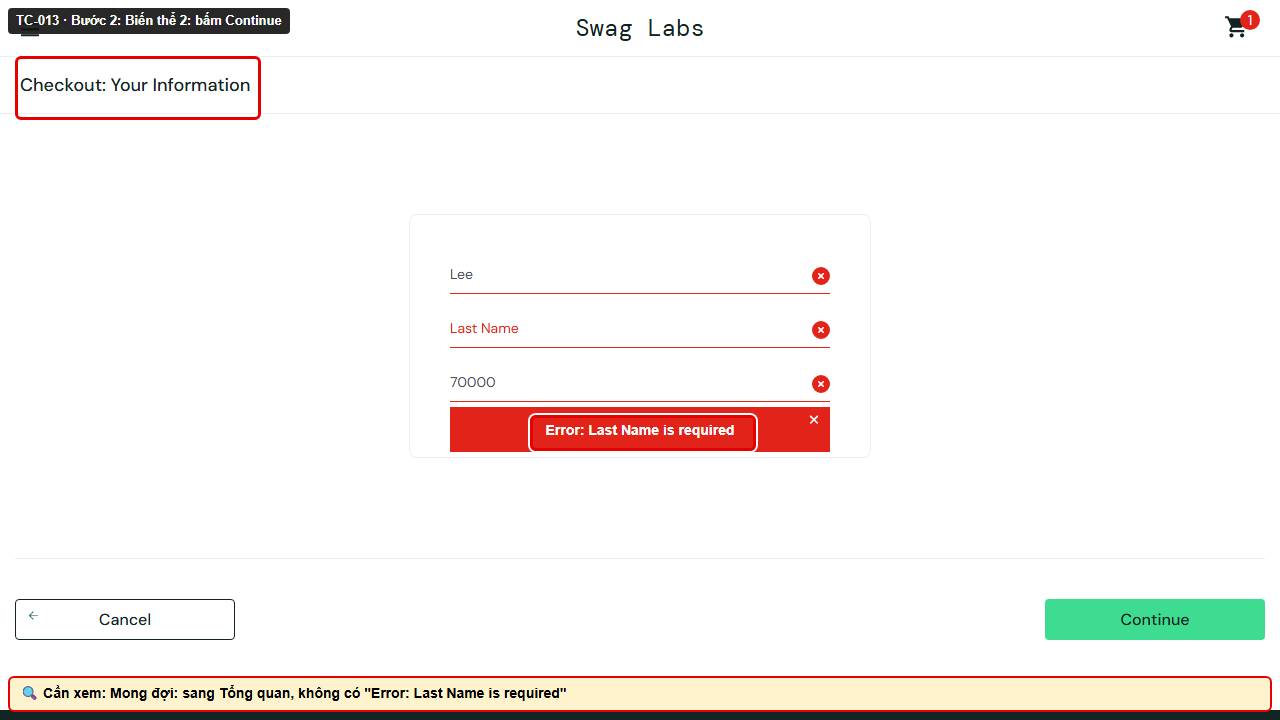 TC-013 · Bước 2: Biến thể 2: bấm Continue
Swag Labs
1
Checkout: Your Information
Lee
Last Name
70000
Error: Last Name is required
Cancel
Continue
Cần xem: Mong đợi: sang Tổng quan, không có "Error: Last Name is required"